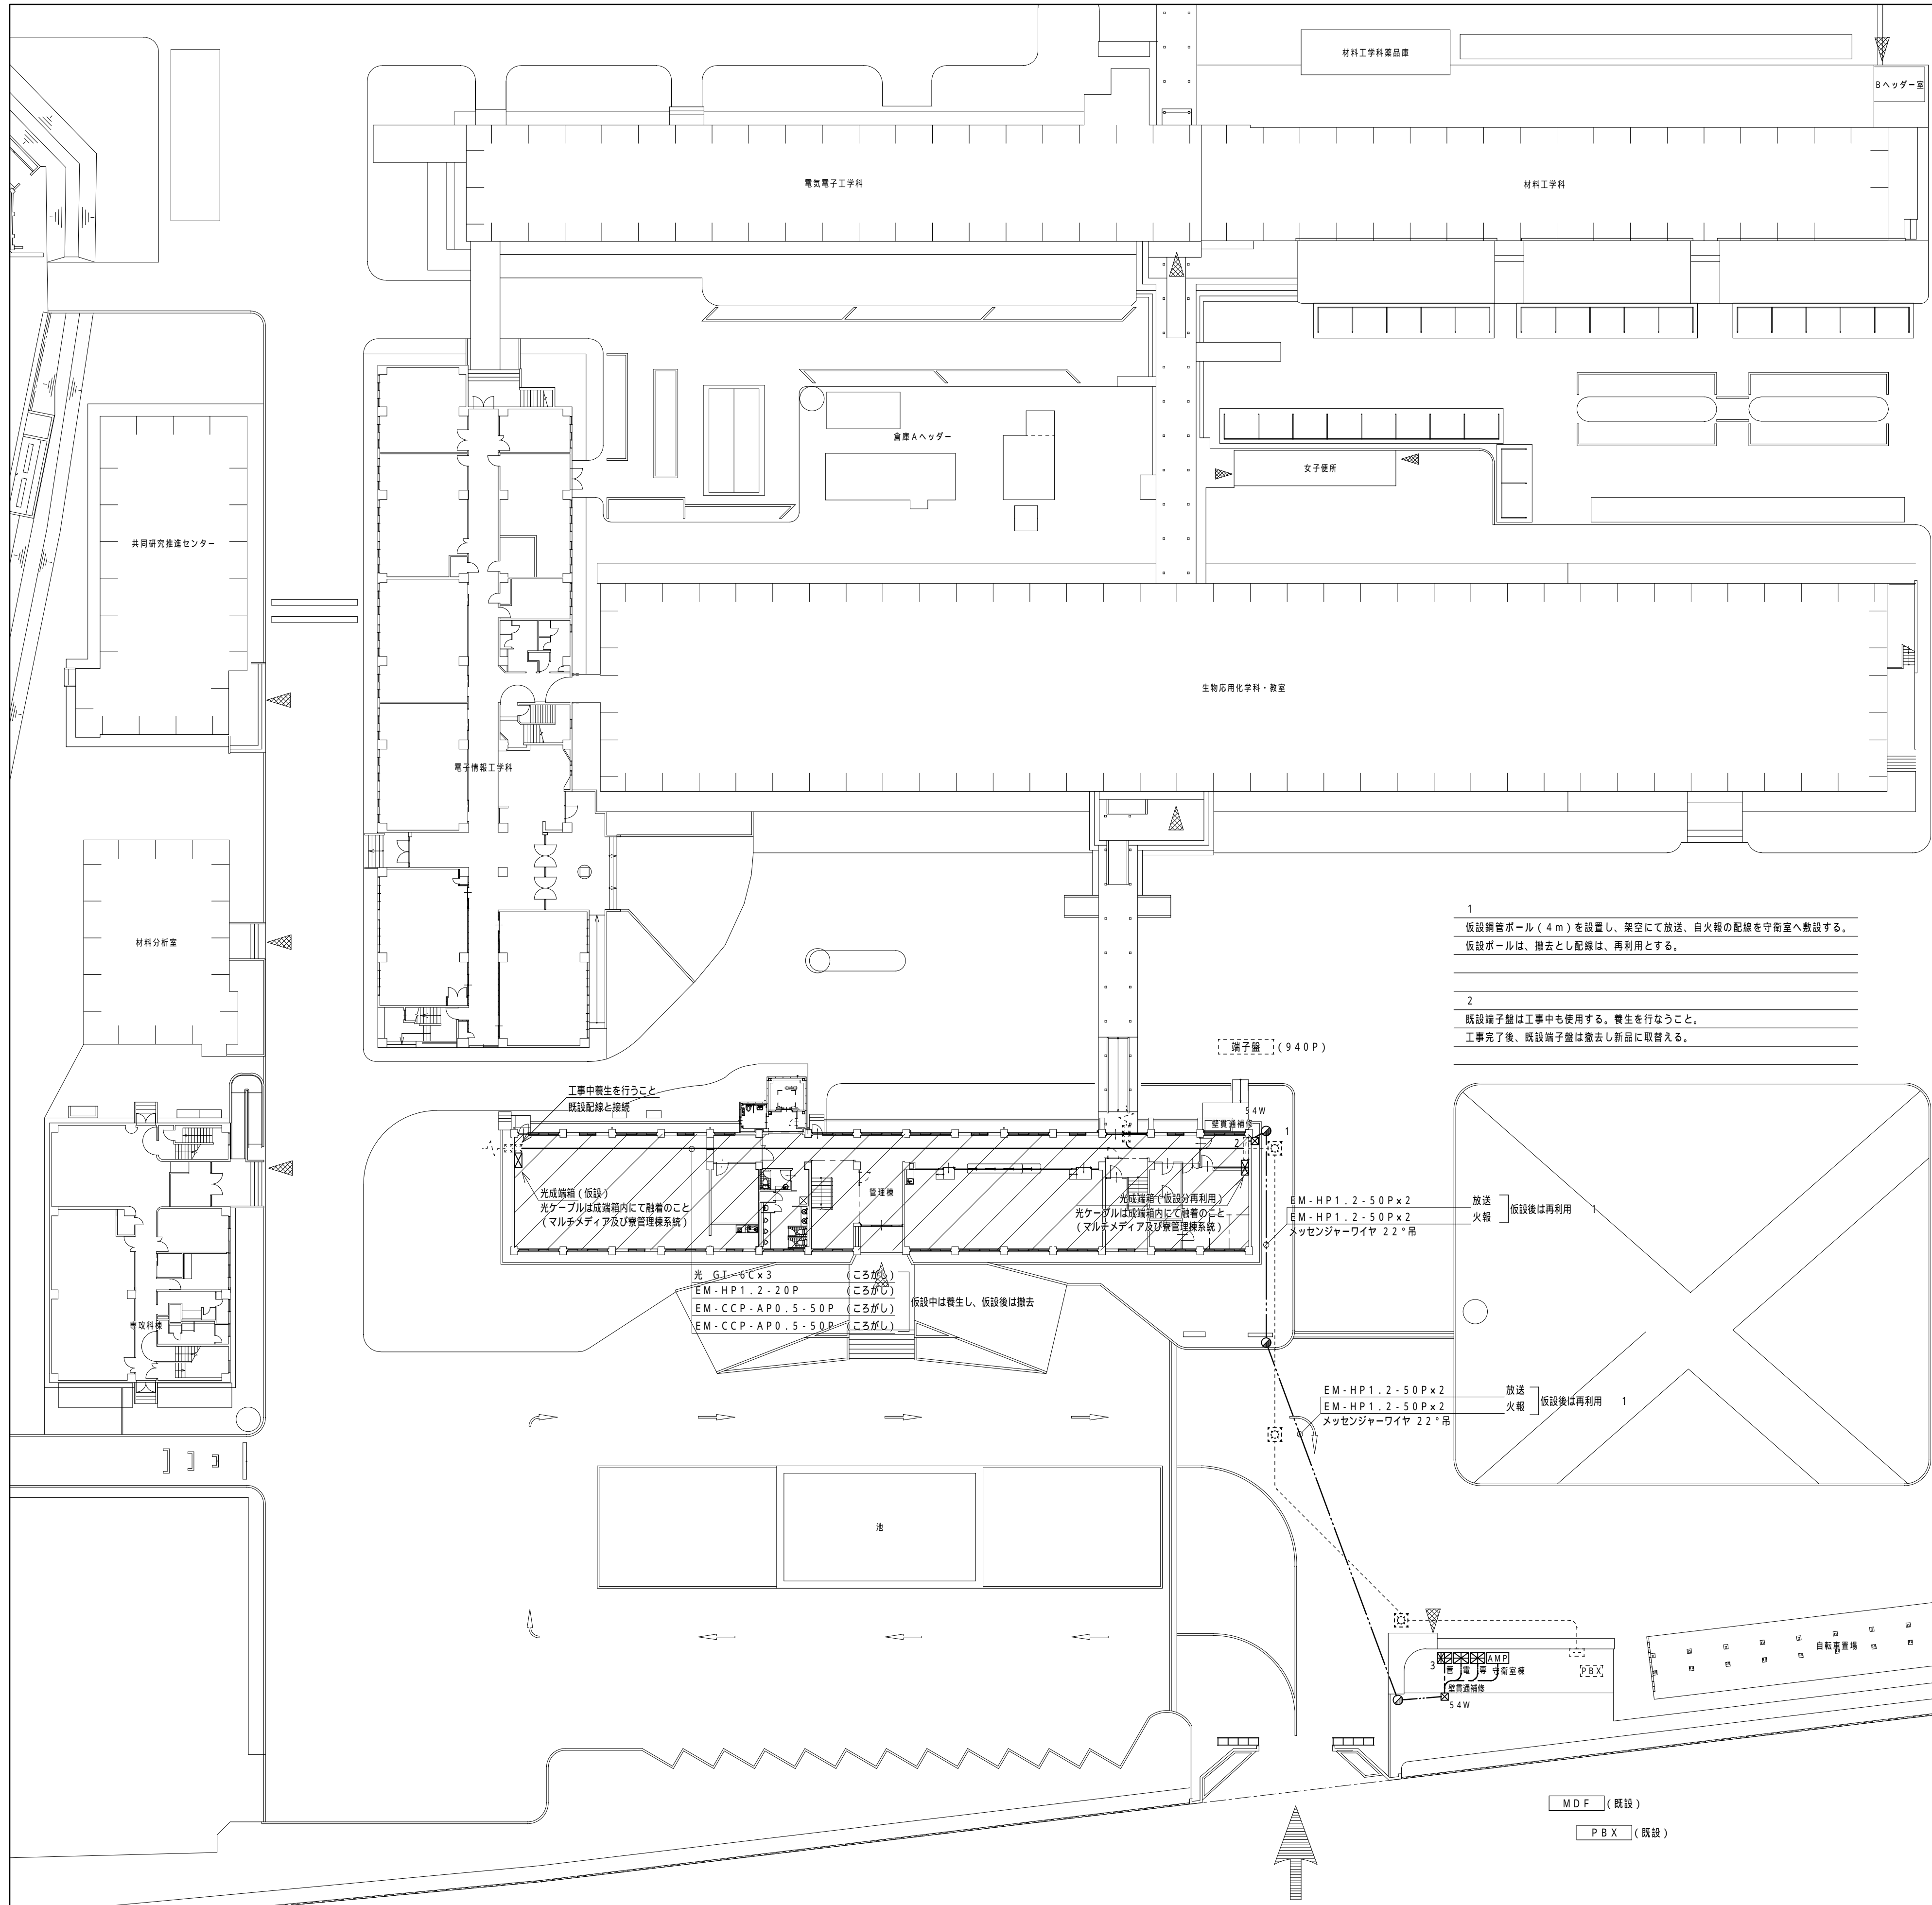 材料工学科薬品庫
Bヘッダー室
電気電子工学科
材料工学科
倉庫Aヘッダー
女子便所
共同研究推進センター
生物応用化学科・教室
電子情報工学科
材料分析室
1
仮設鋼管ポール(4m)を設置し、架空にて放送、自火報の配線を守衛室へ敷設する。
仮設ポールは、撤去とし配線は、再利用とする。
2
既設端子盤は工事中も使用する。養生を行なうこと。
工事完了後、既設端子盤は撤去し新品に取替える。
端子盤 (940P)
工事中養生を行うこと
既設配線と接続
54W
壁貫通補修
1
2
光成端箱(仮設)
光ケーブルは成端箱内にて融着のこと
(マルチメディア及び寮管理棟系統)
管理棟
光成端箱(仮設分再利用)
光ケーブルは成端箱内にて融着のこと
(マルチメディア及び寮管理棟系統)
EM-HP1.2-50P×2 放送
EM-HP1.2-50P×2 火報
仮設後は再利用 1
メッセンジャーワイヤ 22°吊
光 GI 6C×3 (ころがし)
EM-HP1.2-20P (ころがし)
EM-CCP-AP0.5-50P (ころがし)
EM-CCP-AP0.5-50P (ころがし)
仮設中は養生し、仮設後は撤去
専攻科棟
EM-HP1.2-50P×2 放送
EM-HP1.2-50P×2 火報
仮設後は再利用 1
メッセンジャーワイヤ 22°吊
池
自転車置場
AMP
3
管 電 専 守衛室棟
PBX
壁貫通補修
54W
MDF (既設)
PBX (既設)